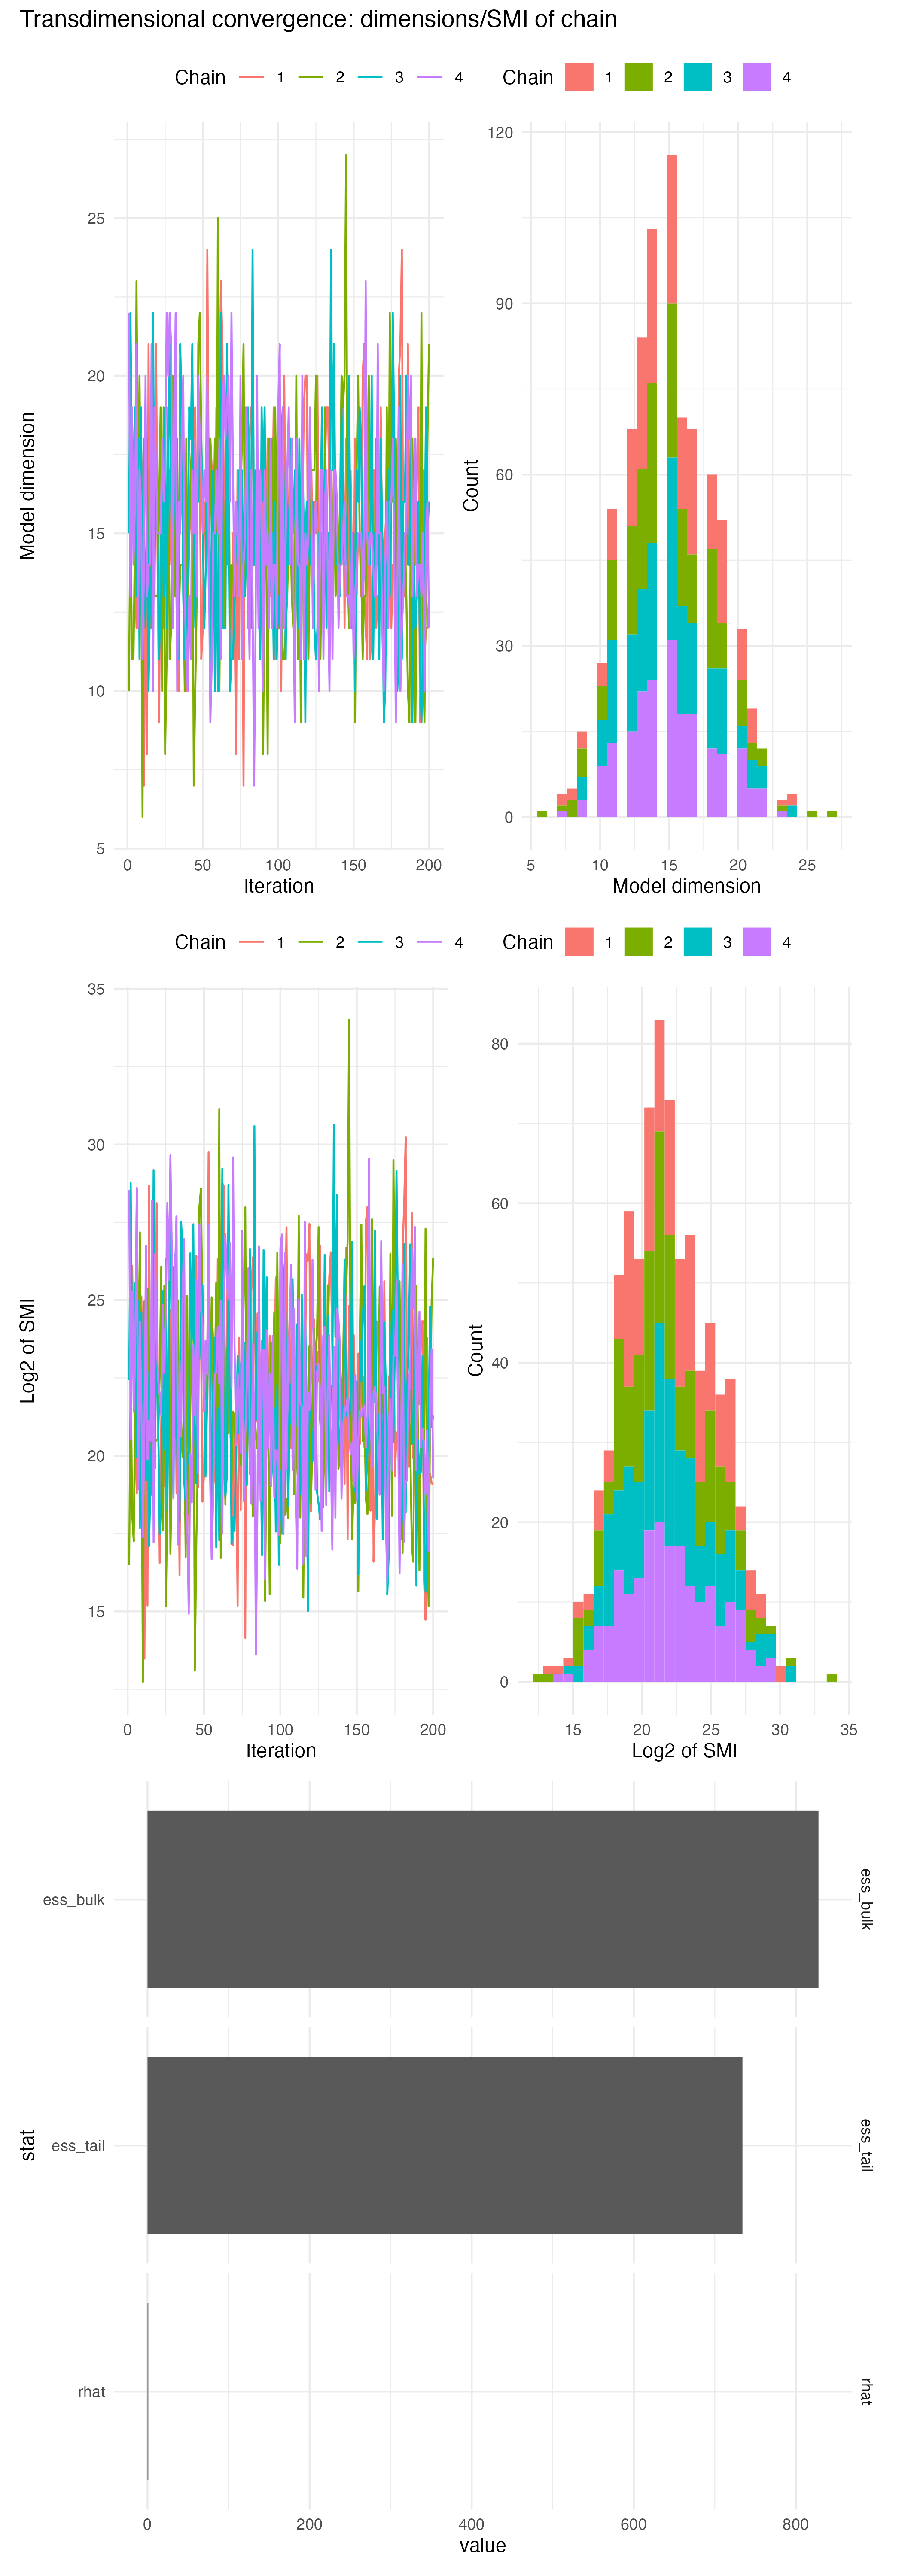 Transdimensional convergence: dimensions/SMI of chain
Chain 1 2 3 4
Chain 1 2 3 4
Model dimension
25
20
15
10
5
0 50 100 150 200
Iteration
Count
120
90
60
30
0
5 10 15 20 25
Model dimension
Chain 1 2 3 4
Chain 1 2 3 4
Log2 of SMI
35
30
25
20
15
0 50 100 150 200
Iteration
Count
80
60
40
20
0
15 20 25 30 35
Log2 of SMI
stat
ess_bulk
ess_bulk
ess_tail
ess_tail
rhat
rhat
0 200 400 600 800
value